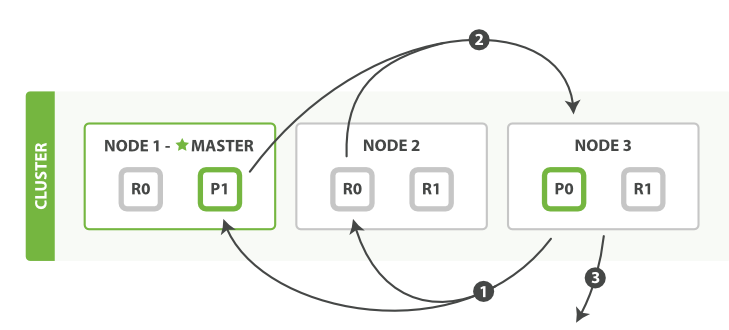 2
CLUSTER
NODE 1 - ★ MASTER
R0
P1
NODE 2
R0
R1
NODE 3
P0
R1
1
3